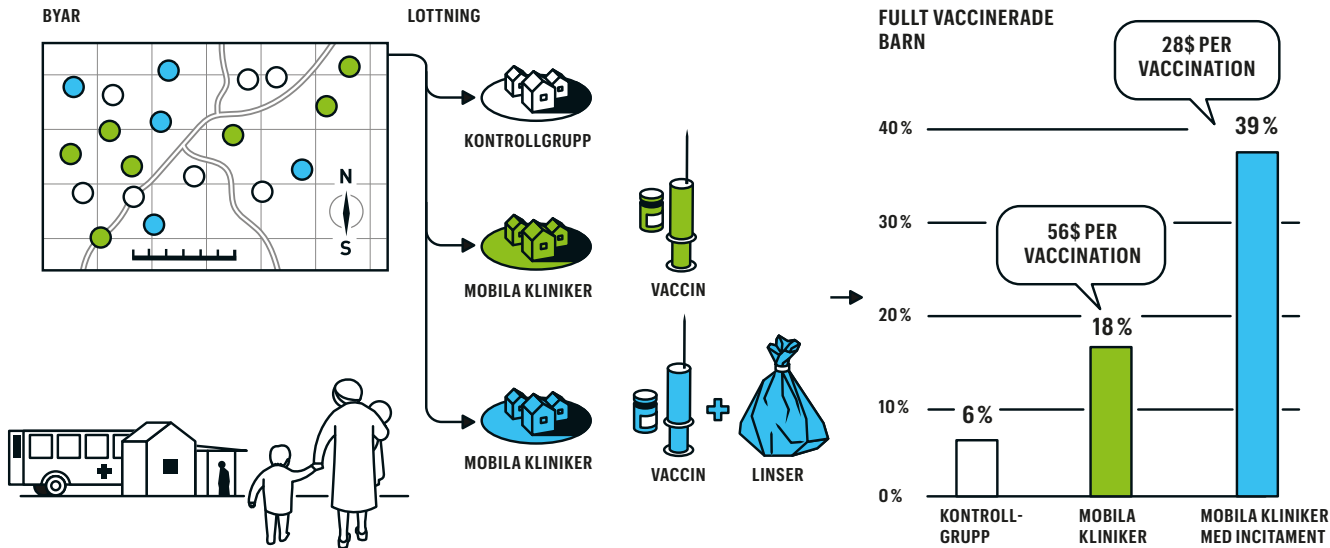 BYAR
N
S
LOTTNING
KONTROLLGRUPP
MOBILA KLINIKER
VACCIN
MOBILA KLINIKER
VACCIN
LINSER
FULLT VACCINERADE
BARN
28$ PER
VACCINATION
56$ PER
VACCINATION
40 %
30 %
20 %
10 %
0 %
6 %
18 %
39 %
KONTROLL-
GRUPP
MOBILA
KLINIKER
MOBILA KLINIKER
MED INCITAMENT